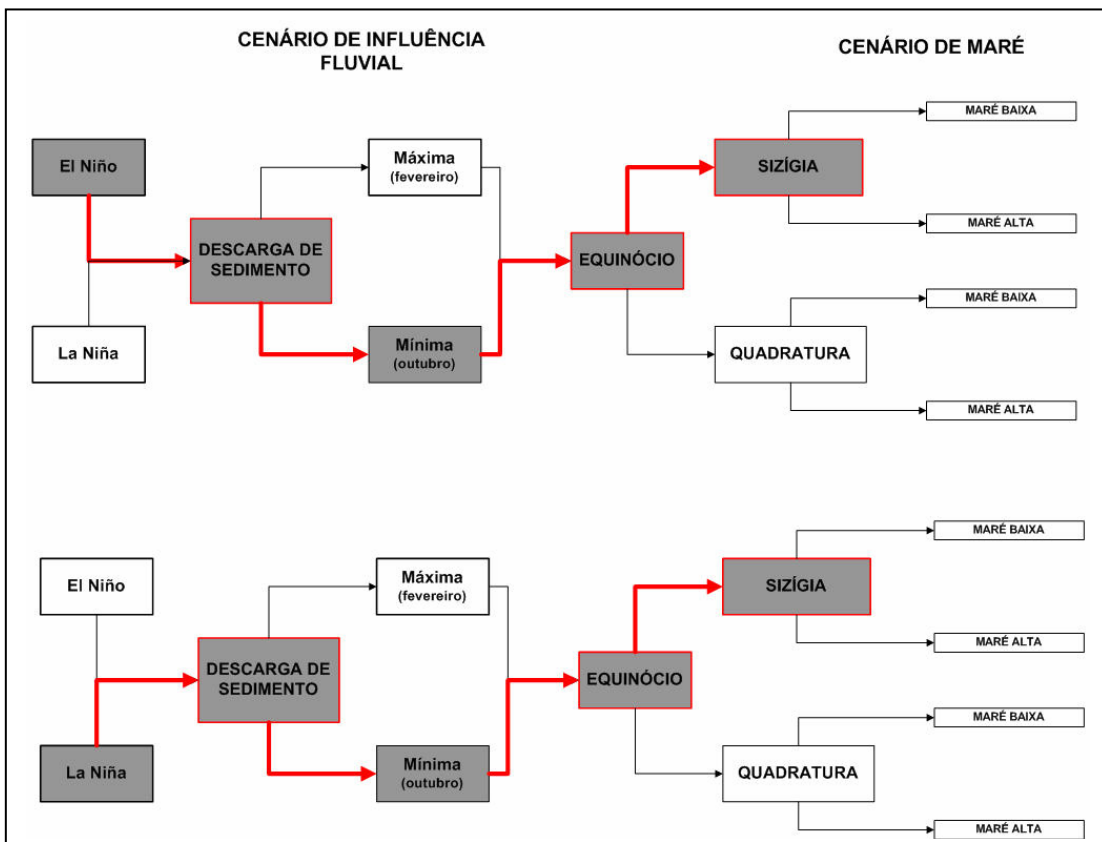 CENÁRIO DE INFLUÊNCIA
FLUVIAL
CENÁRIO DE MARÉ
MARÉ BAIXA
El Niño
Máxima
(fevereiro)
SIZÍGIA
DESCARGA DE
SEDIMENTO
MARÉ ALTA
EQUINÓCIO
MARÉ BAIXA
La Niña
Mínima
(outubro)
QUADRATURA
MARÉ ALTA
MARÉ BAIXA
El Niño
Máxima
(fevereiro)
SIZÍGIA
MARÉ ALTA
DESCARGA DE
SEDIMENTO
EQUINÓCIO
MARÉ BAIXA
La Niña
Mínima
(outubro)
QUADRATURA
MARÉ ALTA